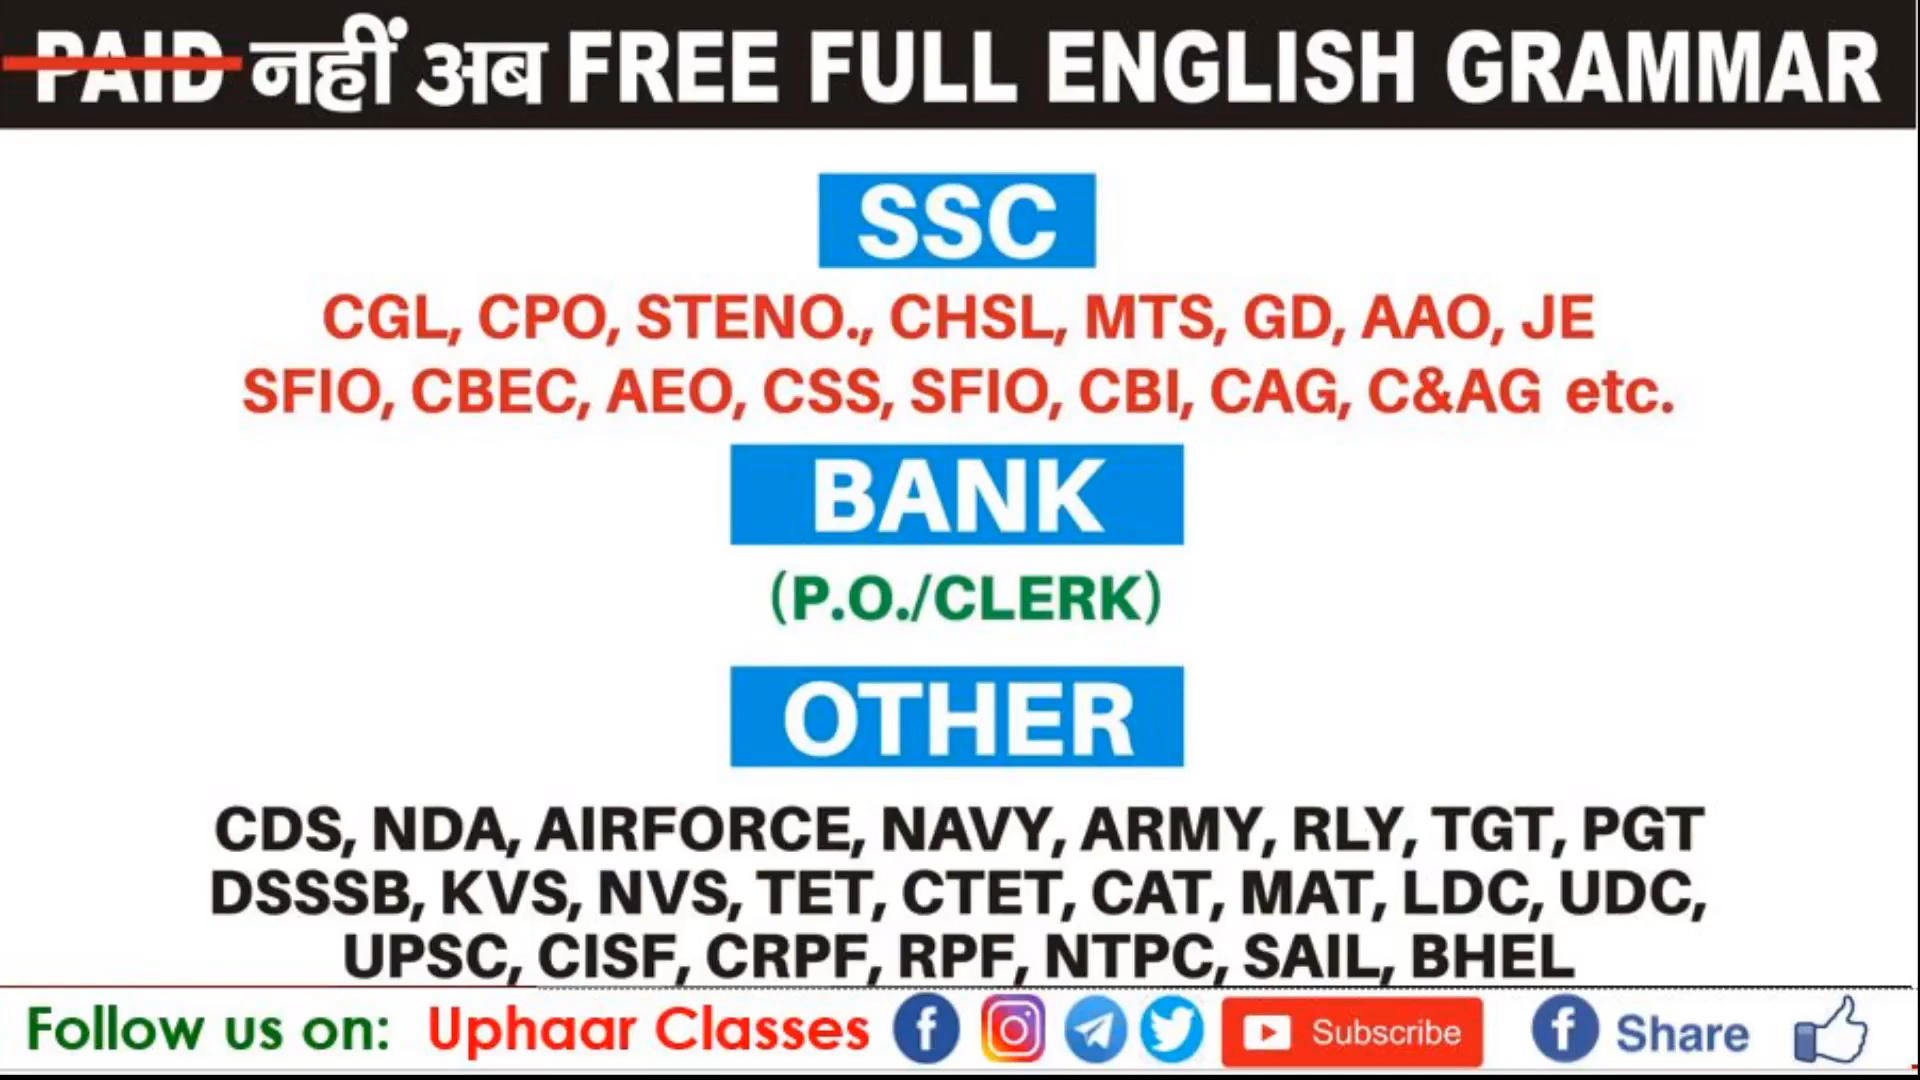 PAID नहीं अब FREE FULL ENGLISH GRAMMAR
SSC
CGL, CPO, STENO., CHSL, MTS, GD, AAO, JE
SFIO, CBEC, AEO, CSS, SFIO, CBI, CAG, C&AG etc.
BANK
(P.O./CLERK)
OTHER
CDS, NDA, AIRFORCE, NAVY, ARMY, RLY, TGT, PGT
DSSSB, KVS, NVS, TET, CTET, CAT, MAT, LDC, UDC,
UPSC, CISF, CRPF, RPF, NTPC, SAIL, BHEL
Follow us on: Uphaar Classes Subscribe Share